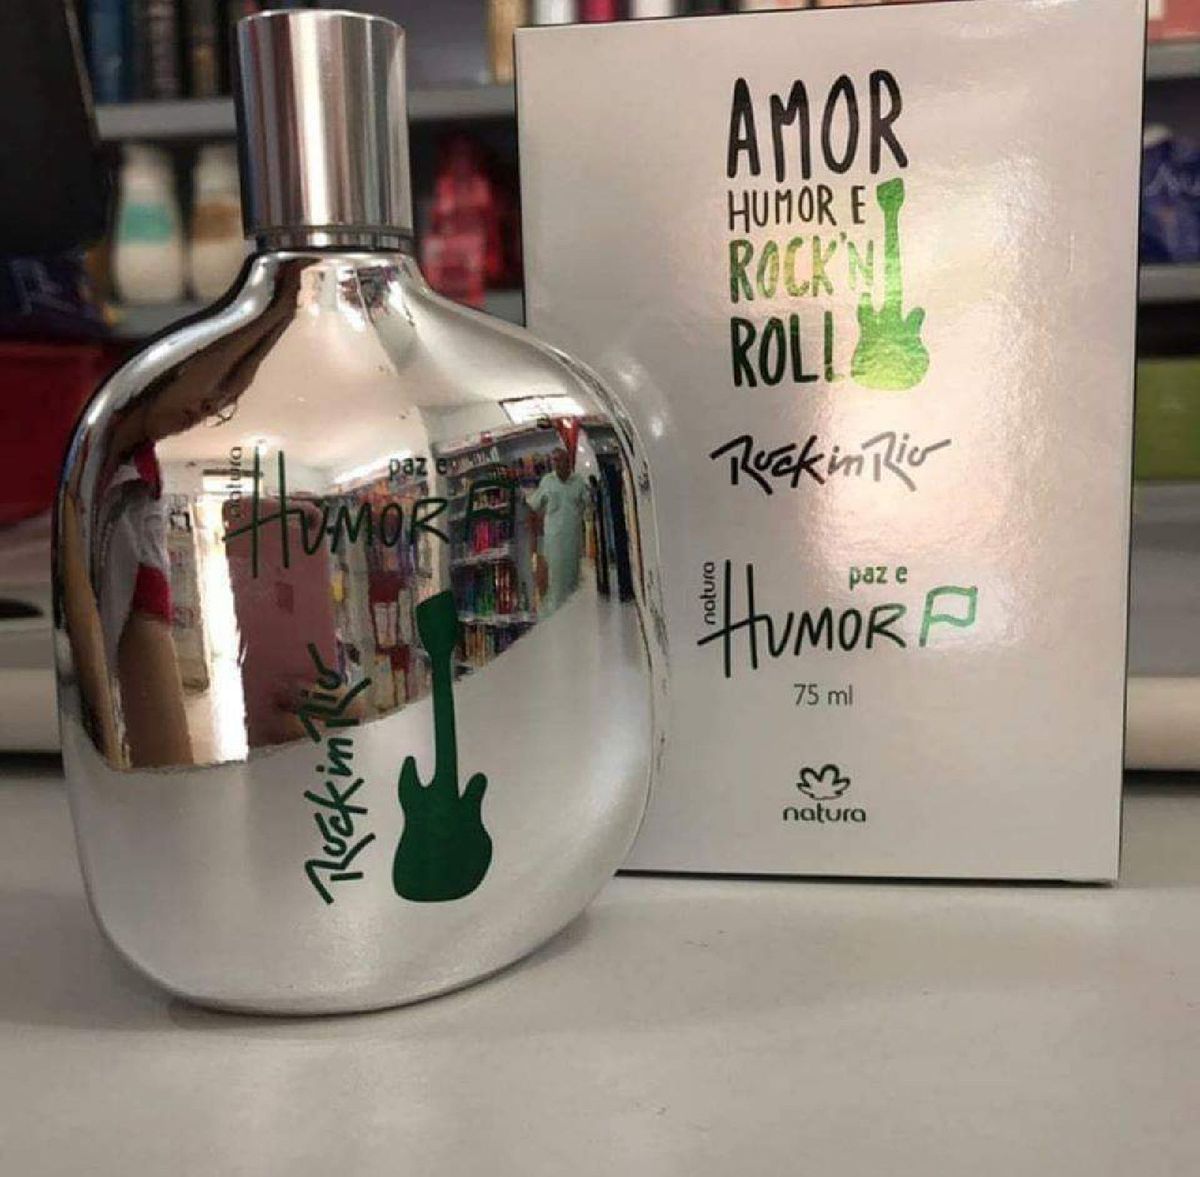 natura
paz e
HUMOR
Rock in Rio
AMOR
HUMOR E
ROCK'N
ROLL
Rock in Rio
natura
paz e
HUMOR
75 ml
natura